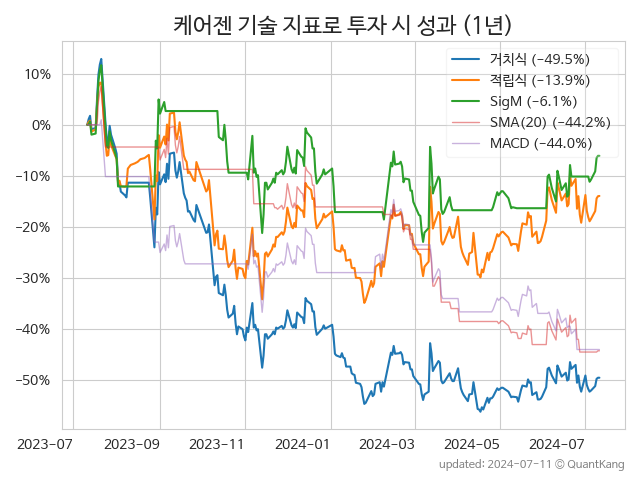 케어젠 기술 지표로 투자 시 성과 (1년)
거치식 (−49.5%)
적립식 (−13.9%)
SigM (−6.1%)
SMA(20) (−44.2%)
MACD (−44.0%)
10%
0%
−10%
−20%
−30%
−40%
−50%
2023-07 2023-09 2023-11 2024-01 2024-03 2024-05 2024-07
updated: 2024-07-11 © QuantKang